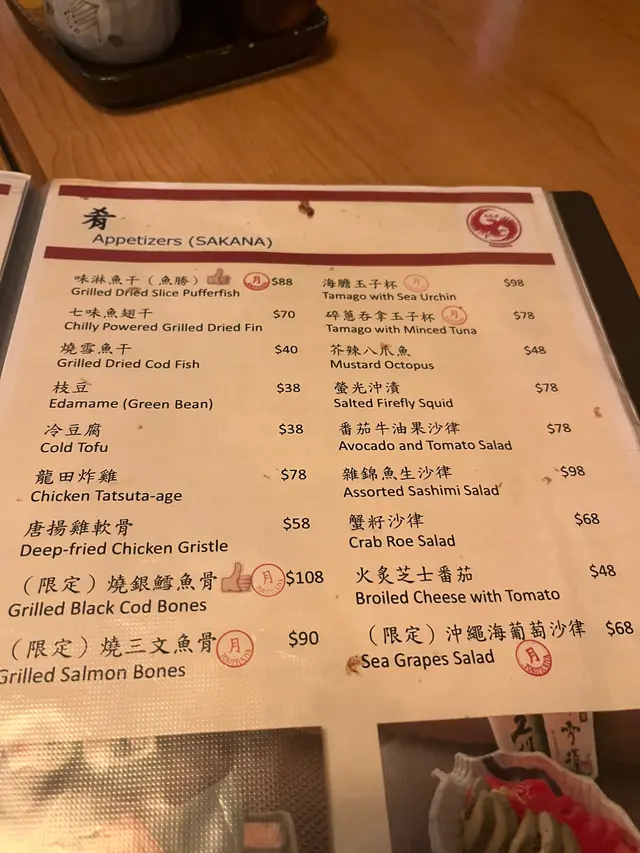 肴
Appetizers (SAKANA)
味淋魚干（魚勝） 月 $88
Grilled Dried Slice Pufferfish
七味魚翅干 $70
Chilly Powered Grilled Dried Fin
燒雪魚干 $40
Grilled Dried Cod Fish
枝豆 $38
Edamame (Green Bean)
冷豆腐 $38
Cold Tofu
龍田炸雞 $78
Chicken Tatsuta-age
唐揚雞軟骨 $58
Deep-fried Chicken Gristle
（限定）燒銀鱈魚骨 月 $108
Grilled Black Cod Bones
（限定）燒三文魚骨 月 $90
Grilled Salmon Bones
海膽玉子杯 月 $98
Tamago with Sea Urchin
碎蔥吞拿玉子杯 月 $78
Tamago with Minced Tuna
芥辣八爪魚 $48
Mustard Octopus
螢光沖漬 $78
Salted Firefly Squid
番茄牛油果沙律 $78
Avocado and Tomato Salad
雜錦魚生沙律 $98
Assorted Sashimi Salad
蟹籽沙律 $68
Crab Roe Salad
火炙芝士番茄 $48
Broiled Cheese with Tomato
（限定）沖繩海葡萄沙律 $68
Sea Grapes Salad 月